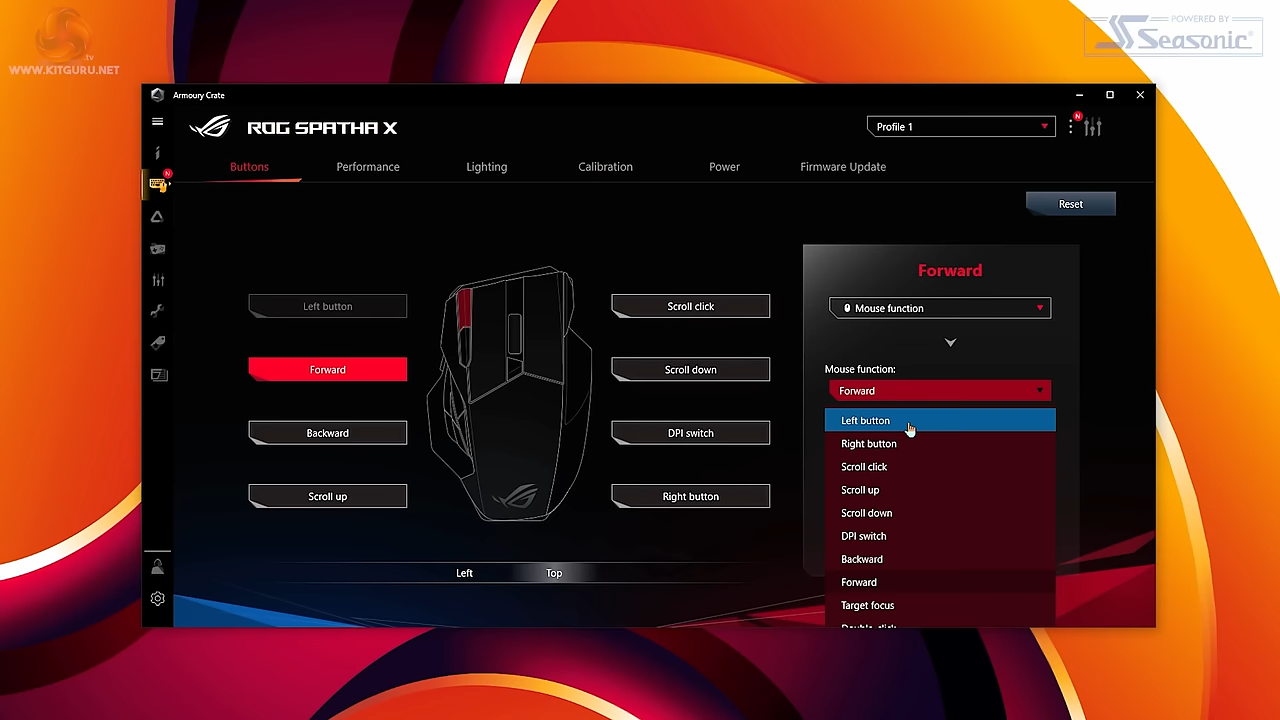 .tv
WWW.KITGURU.NET
POWERED BY
Seasonic
Armoury Crate
ROG SPATHA X
Profile 1
N
N
Buttons
Performance
Lighting
Calibration
Power
Firmware Update
Reset
Left button
Forward
Backward
Scroll up
Scroll click
Scroll down
DPI switch
Right button
Left
Top
Forward
Mouse function
Mouse function:
Forward
Left button
Right button
Scroll click
Scroll up
Scroll down
DPI switch
Backward
Forward
Target focus
Double-click